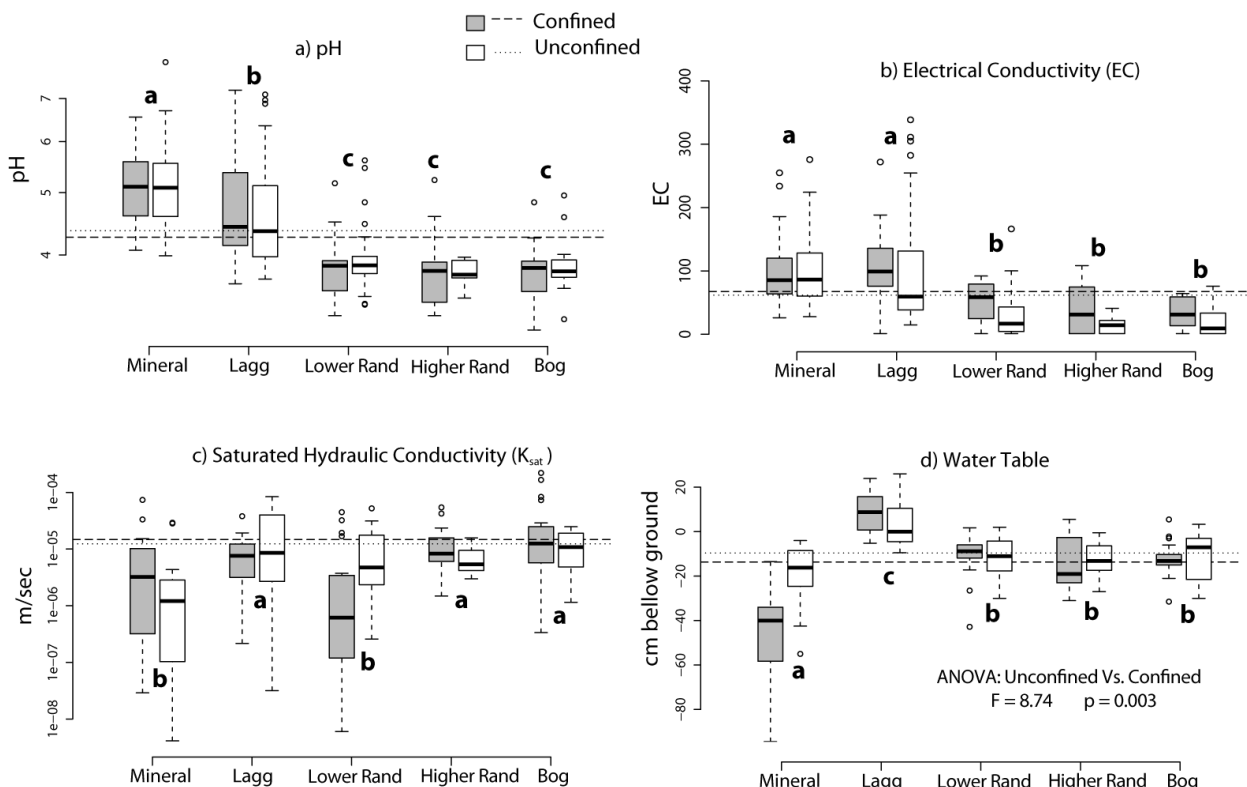 Confined
Unconfined
a) pH
pH
7
6
5
4
a
b
c
c
c
Mineral
Lagg
Lower Rand
Higher Rand
Bog
b) Electrical Conductivity (EC)
EC
400
300
200
100
0
a
a
b
b
b
Mineral
Lagg
Lower Rand
Higher Rand
Bog
c) Saturated Hydraulic Conductivity (Ksat)
m/sec
1e-04
1e-05
1e-06
1e-07
1e-08
b
a
b
a
a
Mineral
Lagg
Lower Rand
Higher Rand
Bog
d) Water Table
cm bellow ground
20
0
−20
−40
−60
−80
a
c
b
b
b
ANOVA: Unconfined Vs. Confined
F = 8.74 p = 0.003
Mineral
Lagg
Lower Rand
Higher Rand
Bog